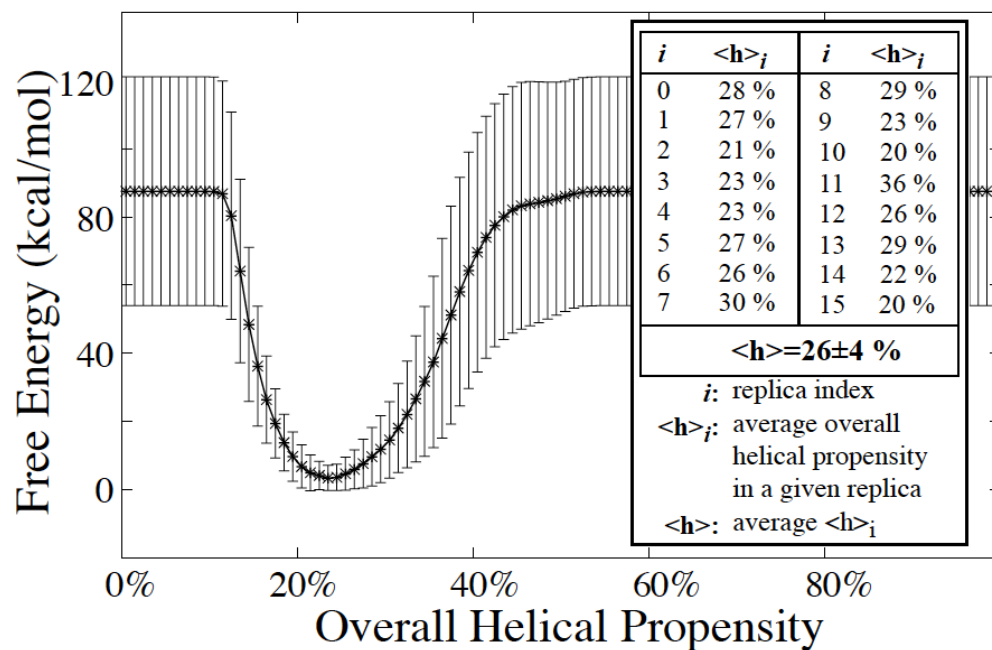 Free Energy (kcal/mol)
120
80
40
0
0% 20% 40% 60% 80%
Overall Helical Propensity
i <h>i i <h>i
0 28 % 8 29 %
1 27 % 9 23 %
2 21 % 10 20 %
3 23 % 11 36 %
4 23 % 12 26 %
5 27 % 13 29 %
6 26 % 14 22 %
7 30 % 15 20 %
<h>=26±4 %
i: replica index
<h>i: average overall
helical propensity
in a given replica
<h>: average <h>i